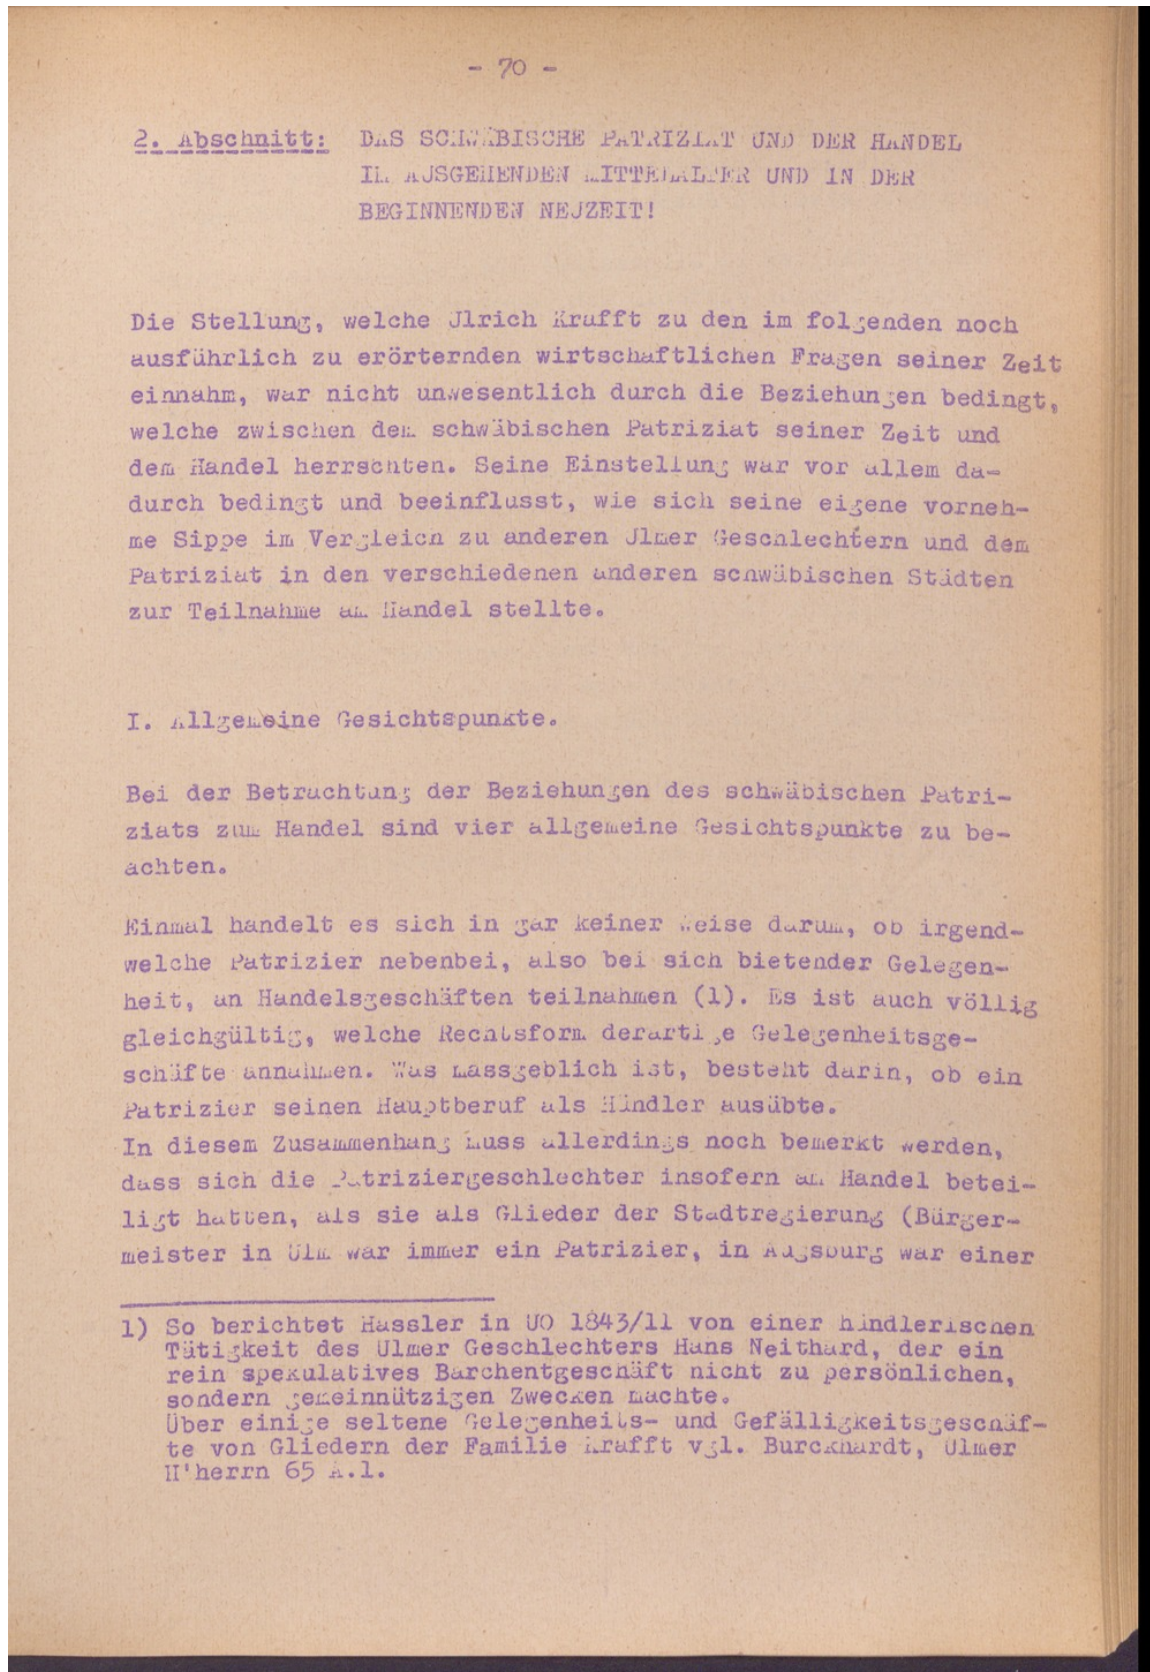 - 70 -
2. Abschnitt: DAS SCHWÄBISCHE PATRIZIAT UND DER HANDEL
IM AUSGEHENDEN MITTELALTER UND IN DER
BEGINNENDEN NEUZEIT!
Die Stellung, welche Ulrich Krafft zu den im folgenden noch
ausführlich zu erörternden wirtschaftlichen Fragen seiner Zeit
einnahm, war nicht unwesentlich durch die Beziehungen bedingt,
welche zwischen dem schwäbischen Patriziat seiner Zeit und
dem Handel herrschten. Seine Einstellung war vor allem da-
durch bedingt und beeinflusst, wie sich seine eigene vorneh-
me Sippe im Vergleich zu anderen Ulmer Geschlechtern und dem
Patriziat in den verschiedenen anderen schwäbischen Städten
zur Teilnahme am Handel stellte.
I. Allgemeine Gesichtspunkte.
Bei der Betrachtung der Beziehungen des schwäbischen Patri-
ziats zum Handel sind vier allgemeine Gesichtspunkte zu be-
achten.
Einmal handelt es sich in gar keiner Weise darum, ob irgend-
welche Patrizier nebenbei, also bei sich bietender Gelegen-
heit, an Handelsgeschäften teilnahmen (1). Es ist auch völlig
gleichgültig, welche Rechtsform derartige Gelegenheitsge-
schäfte annahmen. Was massgeblich ist, besteht darin, ob ein
Patrizier seinen Hauptberuf als Händler ausübte.
In diesem Zusammenhang muss allerdings noch bemerkt werden,
dass sich die Patriziergeschlechter insofern am Handel betei-
ligt hatten, als sie als Glieder der Stadtregierung (Bürger-
meister in Ulm war immer ein Patrizier, in Augsburg war einer
1) So berichtet Hassler in UO 1843/11 von einer händlerischen
Tätigkeit des Ulmer Geschlechters Hans Neithard, der ein
rein spekulatives Barchentgeschäft nicht zu persönlichen,
sondern gemeinnützigen Zwecken machte.
Über einige seltene Gelegenheits- und Gefälligkeitsgeschäf-
te von Gliedern der Familie Krafft vgl. Burckhardt, Ulmer
H'herrn 65 A.1.